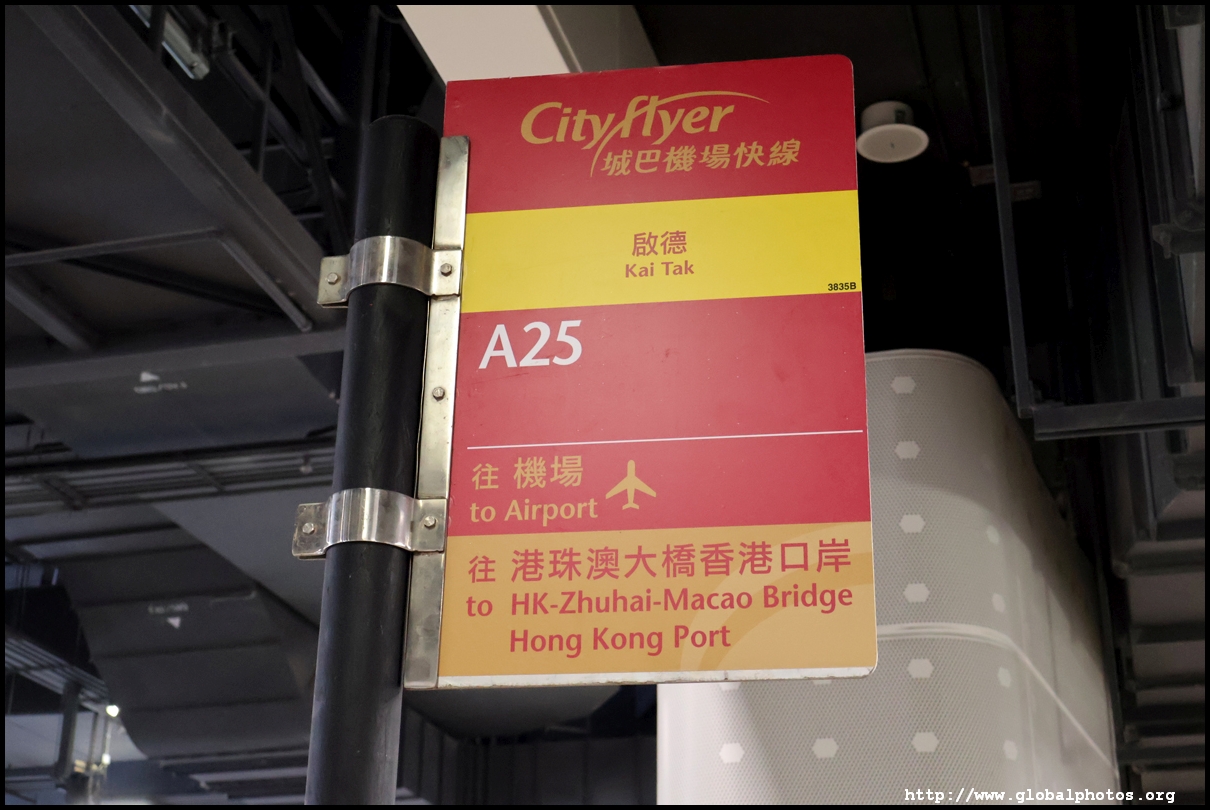 Cityflyer
城巴機場快線
啟德
Kai Tak
3835B
A25
往 機場
to Airport
往 港珠澳大橋香港口岸
to HK-Zhuhai-Macao Bridge
Hong Kong Port
http://www.globalphotos.org